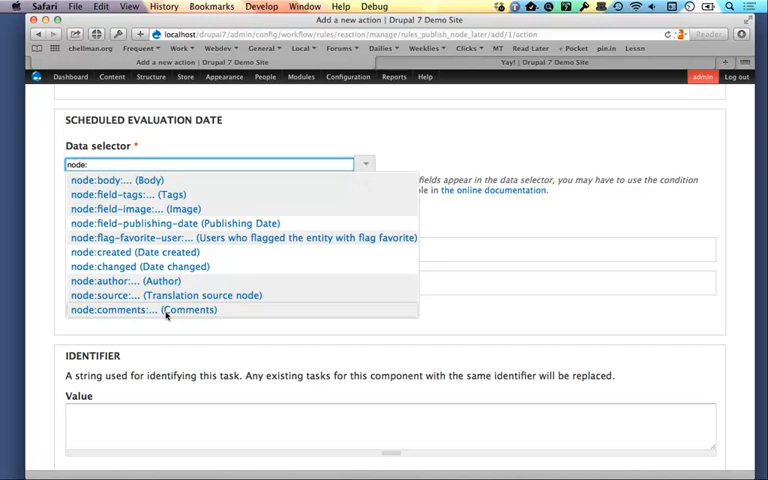 Safari File Edit View History Bookmarks Develop Window Help Debug
Add a new action | Drupal 7 Demo Site
localhost/drupal7/admin/config/workflow/rules/reaction/manage/rules_publish_node_later/add/1/action
Reader
chellman.org Frequent Work Webdev General Local Forums Dailies Weeklies Clicks MT Read Later + Pocket pin.in Lessn
Add a new action | Drupal 7 Demo Site Yay! | Drupal 7 Demo Site
Dashboard Content Structure Store Appearance People Modules Configuration Reports Help admin Log out
SCHEDULED EVALUATION DATE
Data selector *
node:
fields appear in the data selector, you may have to use the condition
node:body:... (Body)
ble in the online documentation.
node:field-tags:... (Tags)
node:field-image:... (Image)
node:field-publishing-date (Publishing Date)
node:flag-favorite-user:... (Users who flagged the entity with flag favorite)
node:created (Date created)
node:changed (Date changed)
node:author:... (Author)
node:source:... (Translation source node)
node:comments:... (Comments)
IDENTIFIER
A string used for identifying this task. Any existing tasks for this component with the same identifier will be replaced.
Value